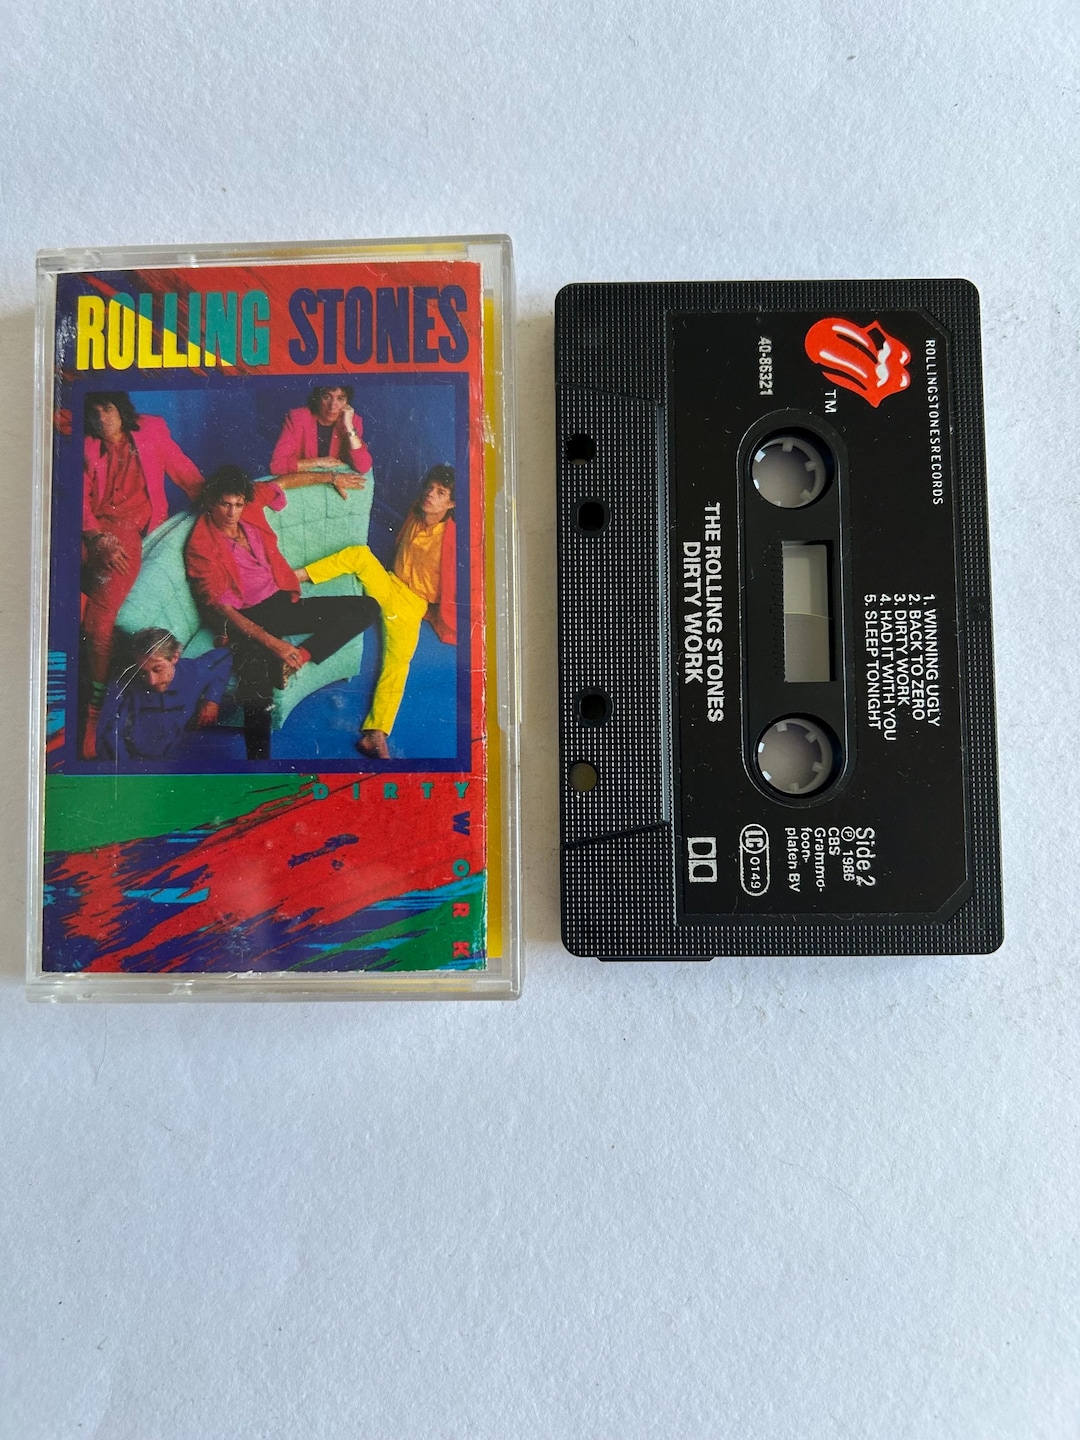 ROLLING STONES
DIRTY
WORK
ROLLINGSTONESRECORDS
TM
40-86321
1. WINNING UGLY
2. BACK TO ZERO
3. DIRTY WORK
4. HAD IT WITH YOU
5. SLEEP TONIGHT
THE ROLLING STONES
DIRTY WORK
Side 2
℗ 1986
CBS
Grammo-
foon-
platen BV
LC 0149